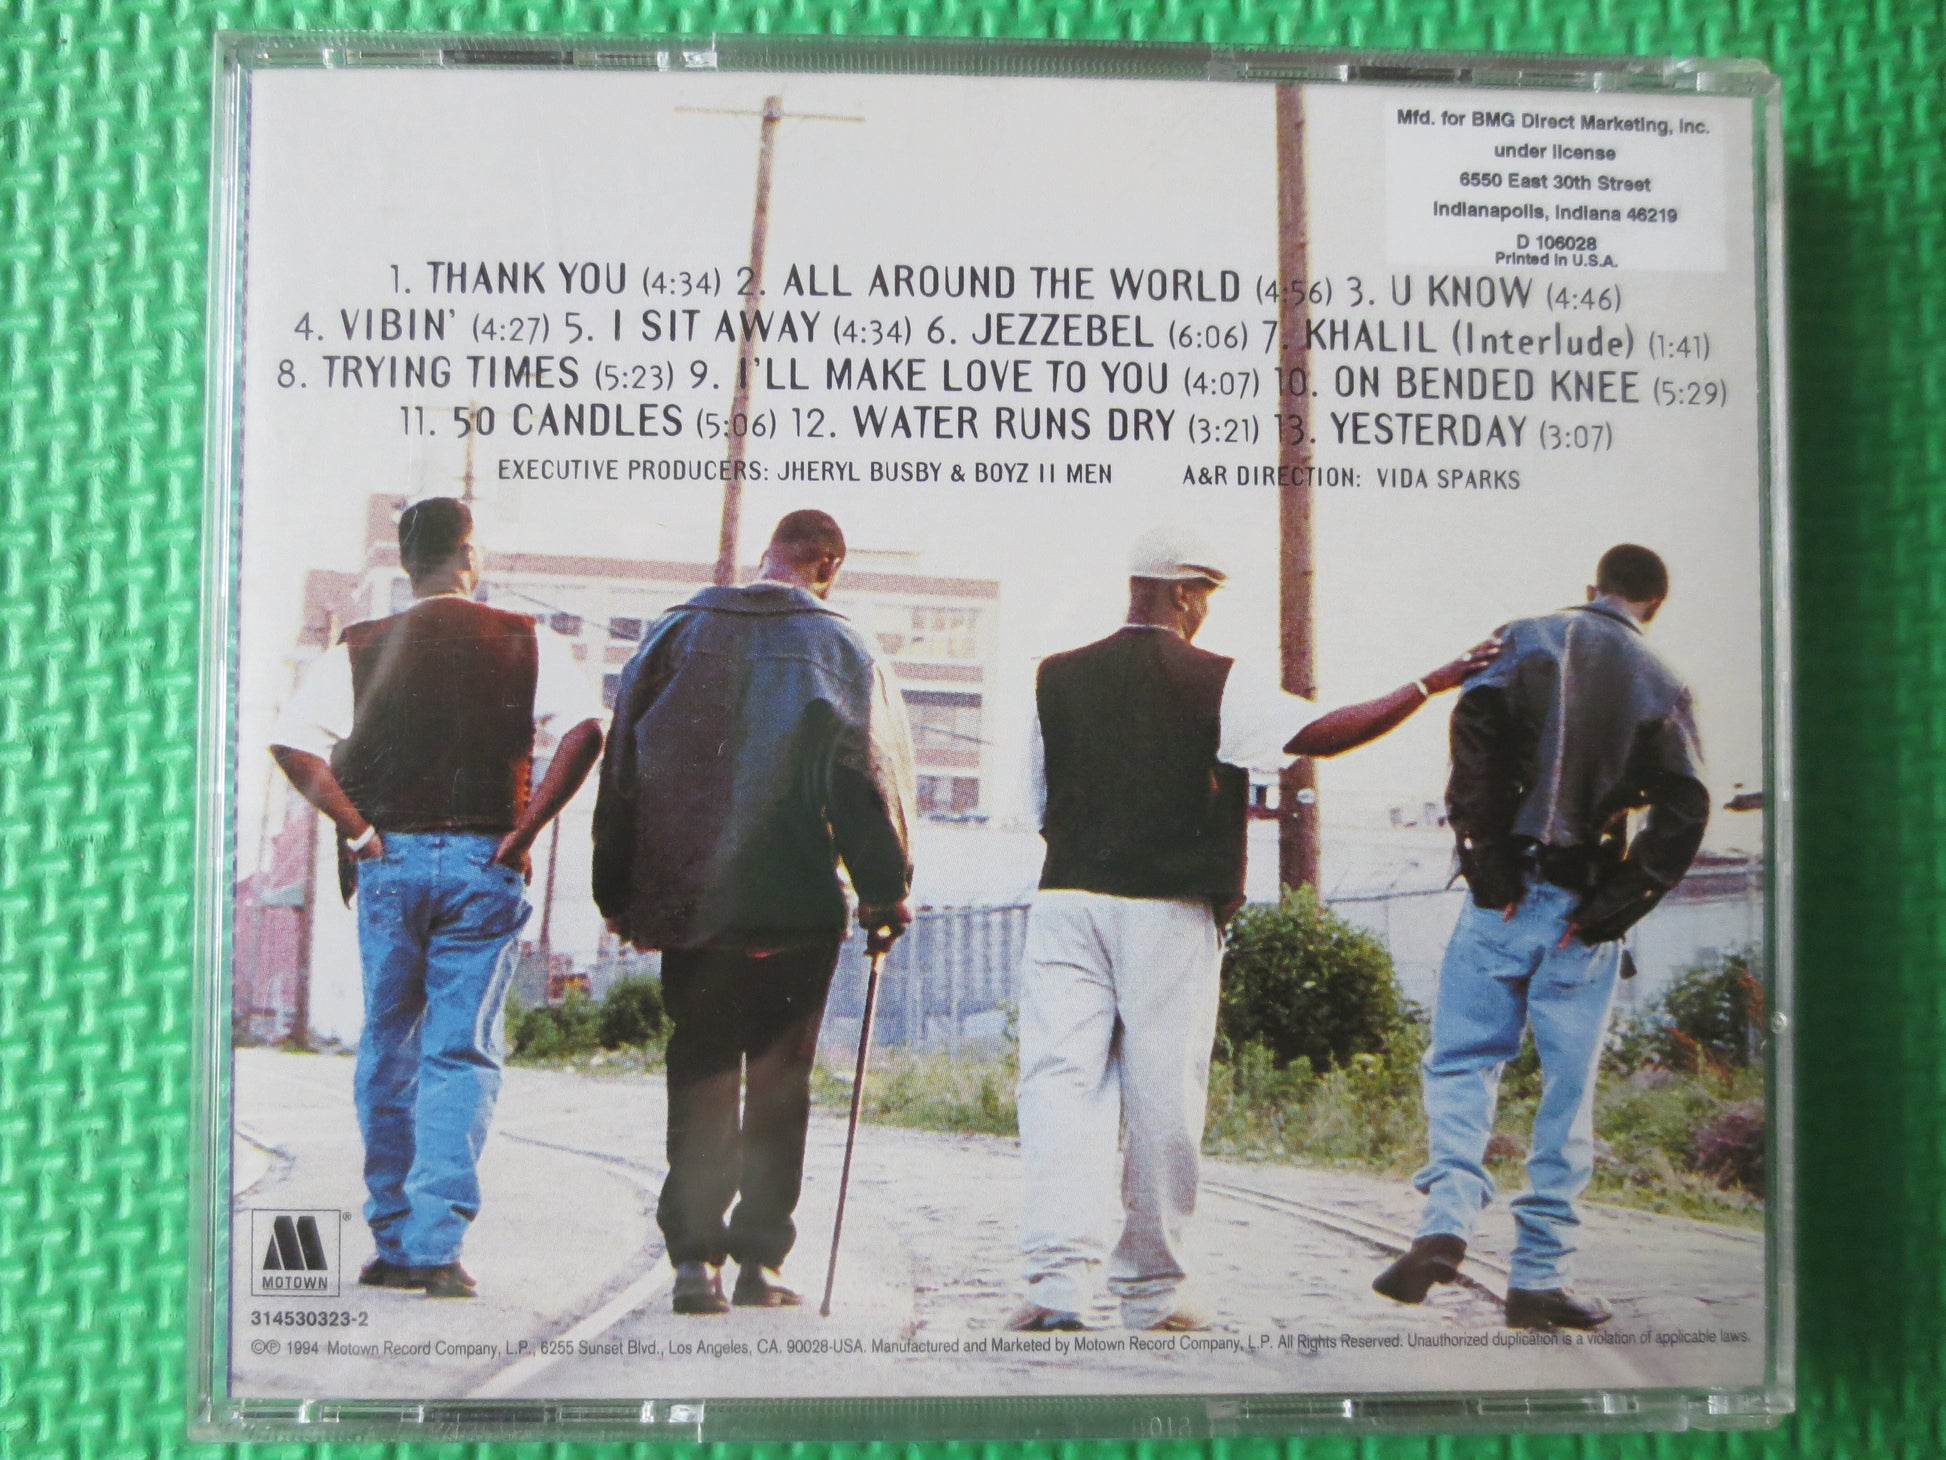 Mfd. for BMG Direct Marketing, Inc.
under license
6550 East 30th Street
Indianapolis, Indiana 46219
D 106028
Printed in U.S.A.
1. THANK YOU (4:34) 2. ALL AROUND THE WORLD (4:56) 3. U KNOW (4:46)
4. VIBIN' (4:27) 5. I SIT AWAY (4:34) 6. JEZZEBEL (6:06) 7. KHALIL (Interlude) (1:41)
8. TRYING TIMES (5:23) 9. I'LL MAKE LOVE TO YOU (4:07) 10. ON BENDED KNEE (5:29)
11. 50 CANDLES (5:06) 12. WATER RUNS DRY (3:21) 13. YESTERDAY (3:07)
EXECUTIVE PRODUCERS: JHERYL BUSBY & BOYZ II MEN A&R DIRECTION: VIDA SPARKS
®
MOTOWN
314530323-2
©℗ 1994 Motown Record Company, L.P., 6255 Sunset Blvd., Los Angeles, CA. 90028-USA. Manufactured and Marketed by Motown Record Company, L.P. All Rights Reserved. Unauthorized duplication is a violation of applicable laws.